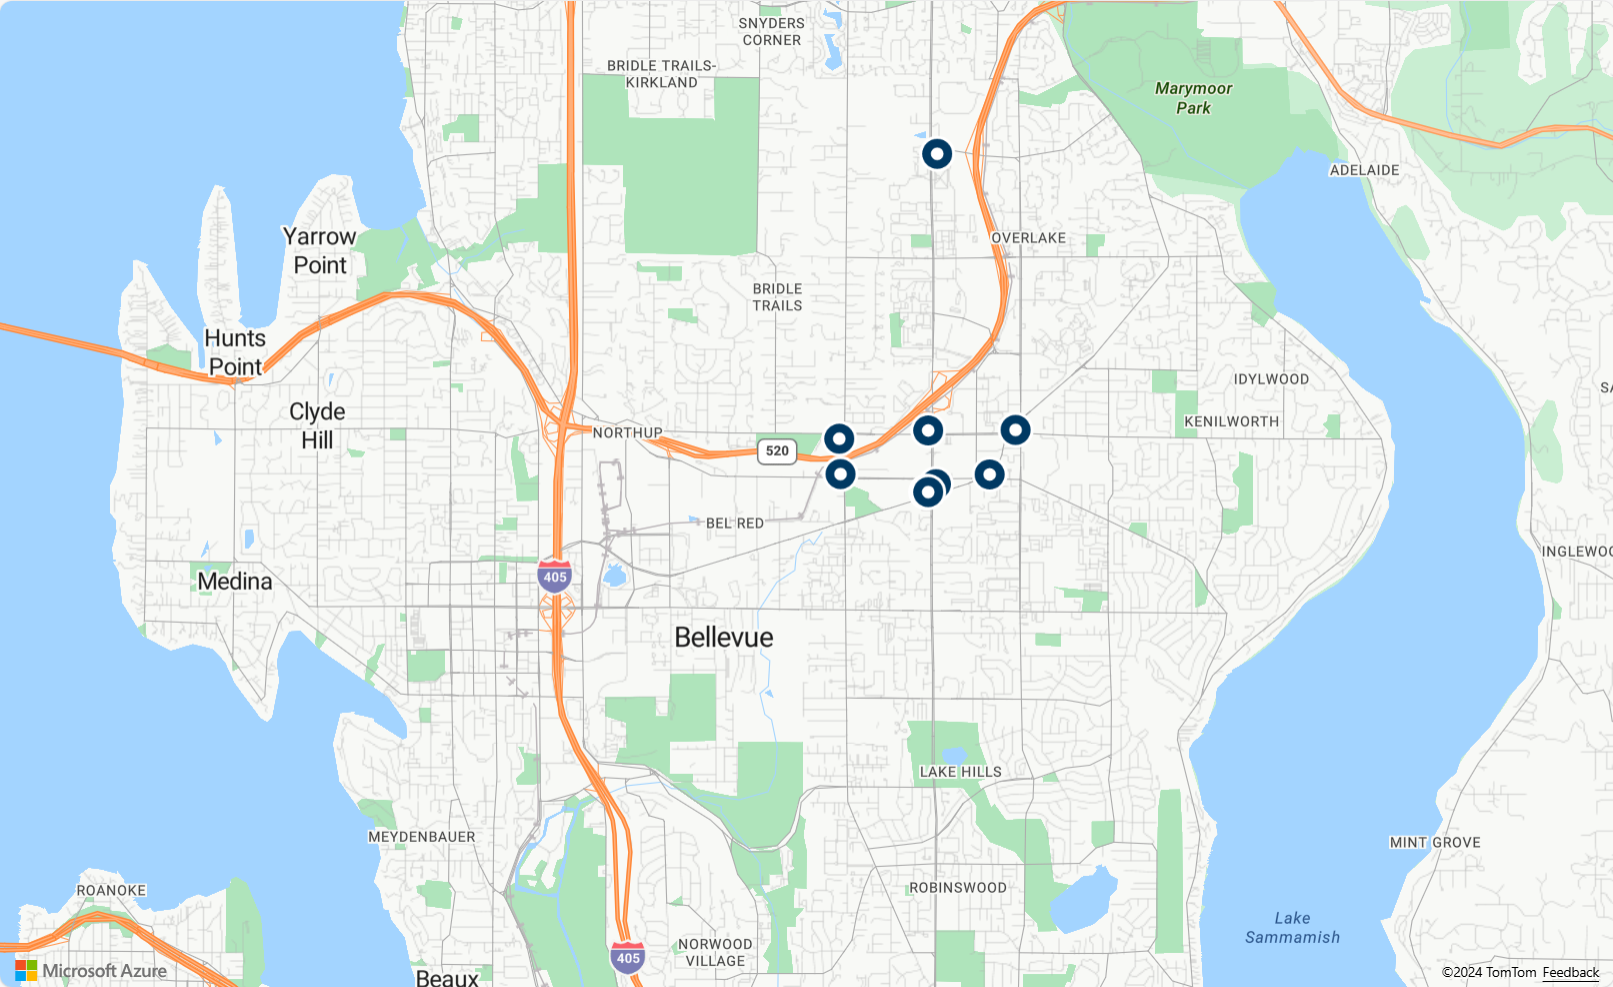 SNYDERS
CORNER
BRIDLE TRAILS-
KIRKLAND
Marymoor
Park
ADELAIDE
Yarrow
Point
OVERLAKE
BRIDLE
TRAILS
Hunts
Point
IDYLWOOD
SA
Clyde
Hill
KENILWORTH
NORTHUP
520
BEL RED
INGLEWOO
405
Medina
Bellevue
LAKE HILLS
MEYDENBAUER
MINT GROVE
ROANOKE
ROBINSWOOD
Lake
Sammamish
NORWOOD
VILLAGE
405
Microsoft Azure
Beaux
©2024 TomTom Feedback